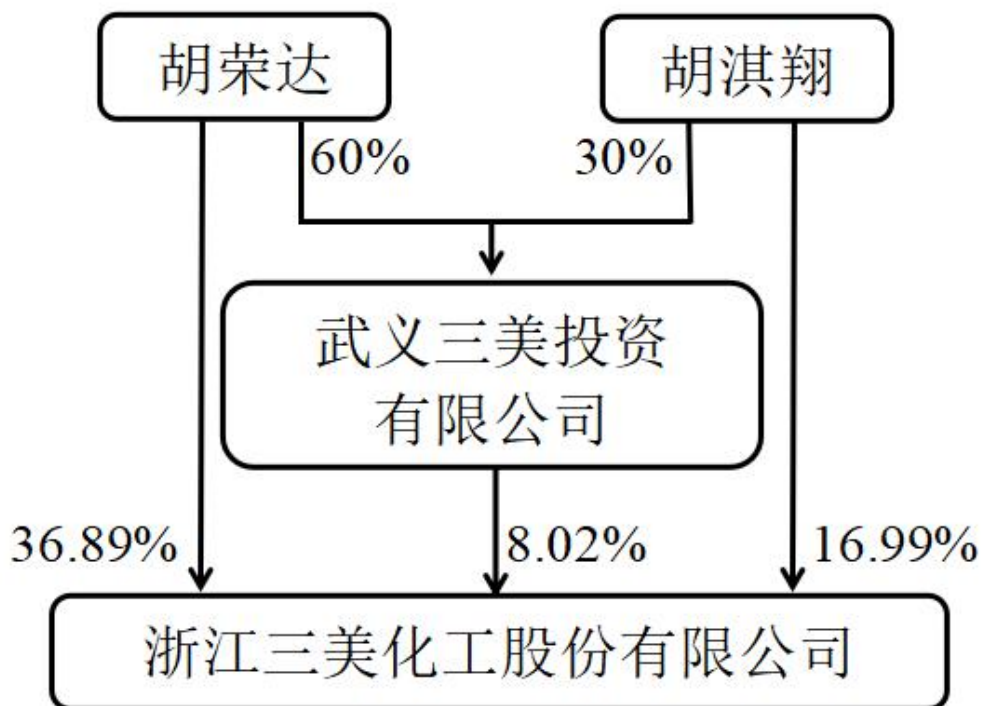 胡荣达
胡淇翔
60%
30%
武义三美投资
有限公司
36.89%
8.02%
16.99%
浙江三美化工股份有限公司